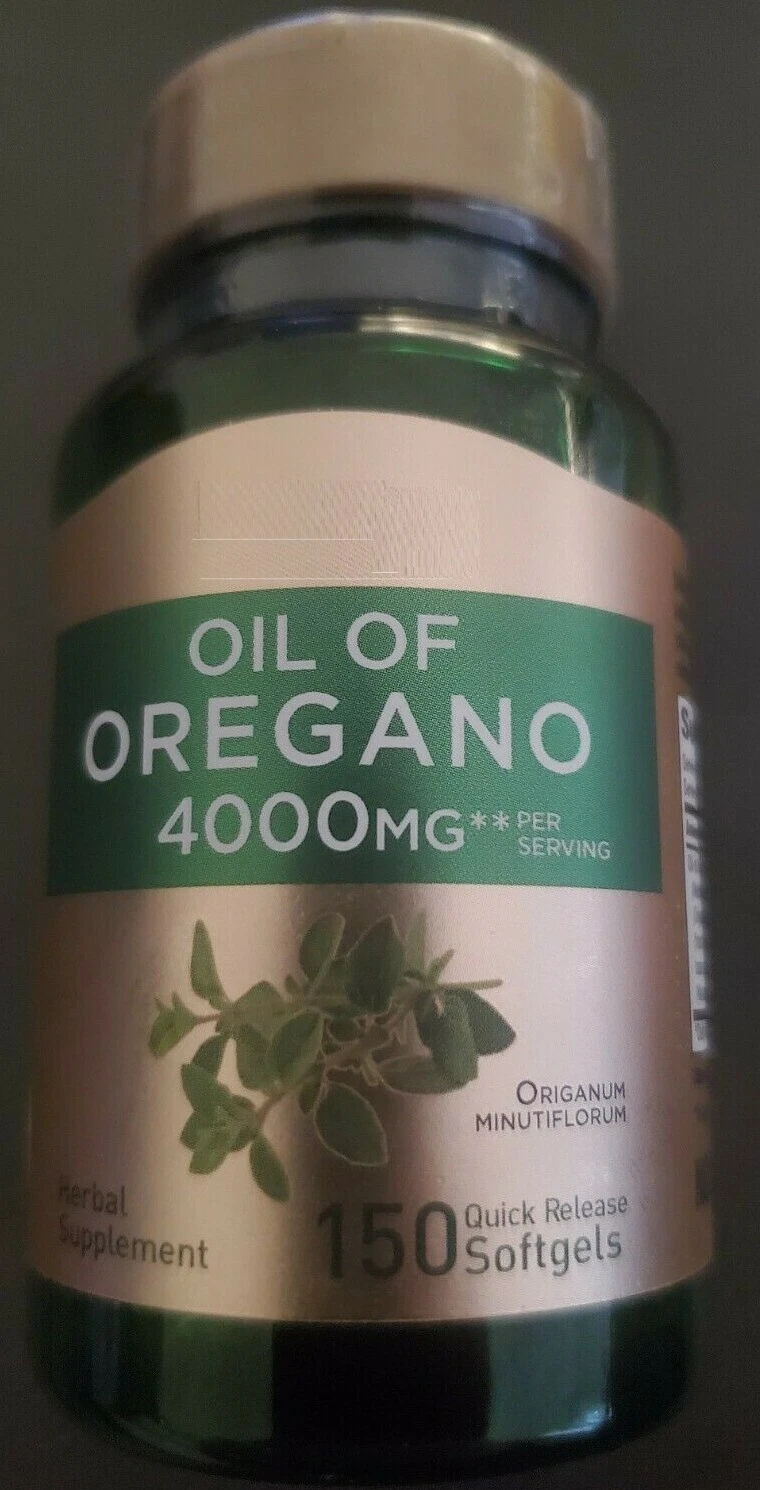 OIL OF
OREGANO
4000MG** PER
SERVING
ORIGANUM
MINUTIFLORUM
Herbal
Supplement
150 Quick Release
Softgels